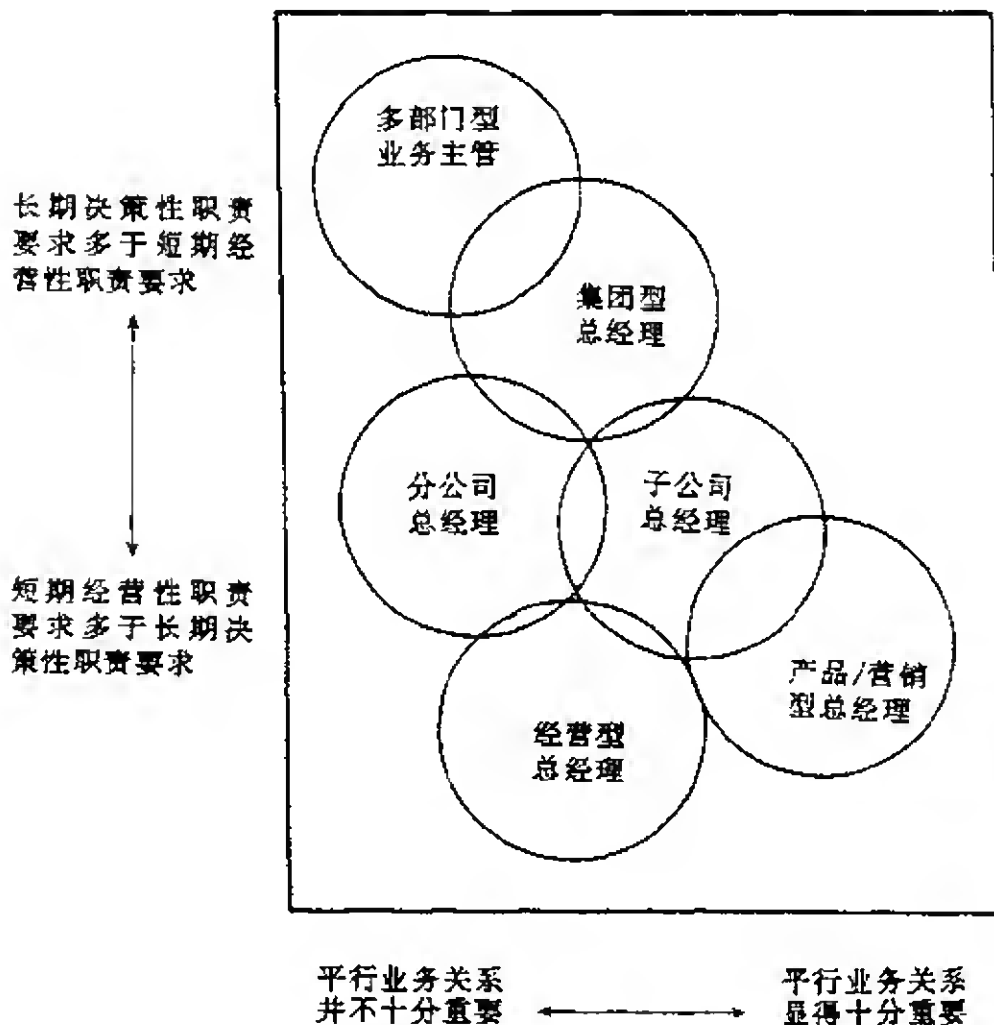 多部门型
业务主管
长期决策性职责
要求多于短期经
营性职责要求
集团型
总经理
分公司
总经理
子公司
总经理
短期经营性职责
要求多于长期决
策性职责要求
产品/营销
型总经理
经营型
总经理
平行业务关系
并不十分重要
平行业务关系
显得十分重要